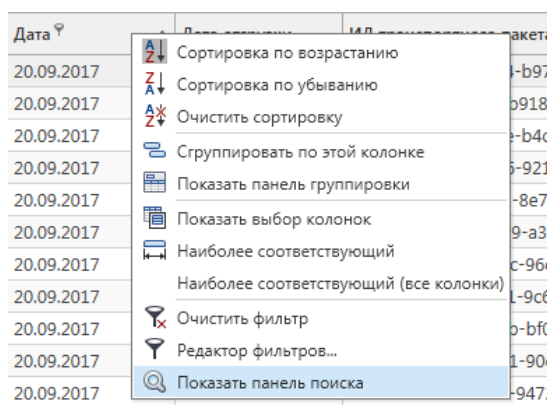 Дата
20.09.2017
20.09.2017
20.09.2017
20.09.2017
20.09.2017
20.09.2017
20.09.2017
20.09.2017
20.09.2017
20.09.2017
20.09.2017
Сортировка по возрастанию
Сортировка по убыванию
Очистить сортировку
Сгруппировать по этой колонке
Показать панель группировки
Показать выбор колонок
Наиболее соответствующий
Наиболее соответствующий (все колонки)
Очистить фильтр
Редактор фильтров...
Показать панель поиска